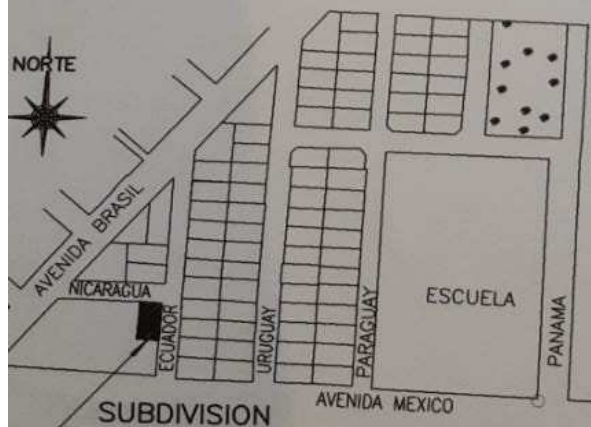 NORTE
AVENIDA BRASIL
NICARAGUA
ECUADOR
URUGUAY
PARAGUAY
ESCUELA
PANAMA
AVENIDA MEXICO
SUBDIVISION